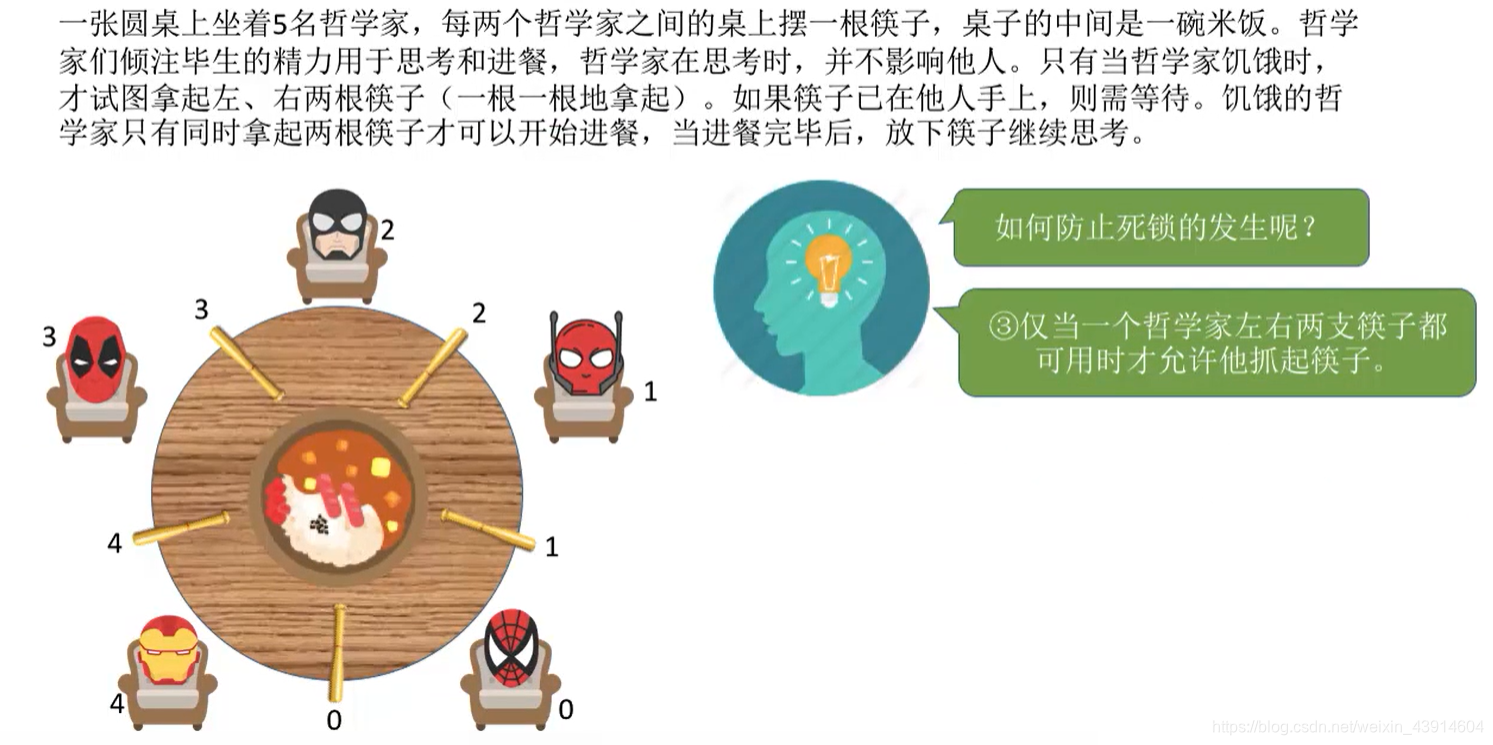 一张圆桌上坐着5名哲学家，每两个哲学家之间的桌上摆一根筷子，桌子的中间是一碗米饭。哲学
家们倾注毕生的精力用于思考和进餐，哲学家在思考时，并不影响他人。只有当哲学家饥饿时，
才试图拿起左、右两根筷子（一根一根地拿起）。如果筷子已在他人手上，则需等待。饥饿的哲
学家只有同时拿起两根筷子才可以开始进餐，当进餐完毕后，放下筷子继续思考。
2
3
2
3
1
4
1
4
0
0
如何防止死锁的发生呢？
③仅当一个哲学家左右两支筷子都
可用时才允许他抓起筷子。
https://blog.csdn.net/weixin_43914604